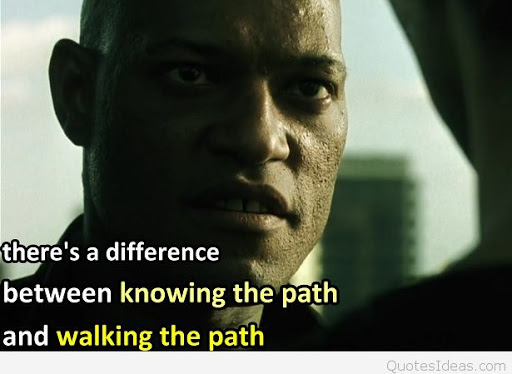 there's a difference
between knowing the path
and walking the path
QuotesIdeas.com